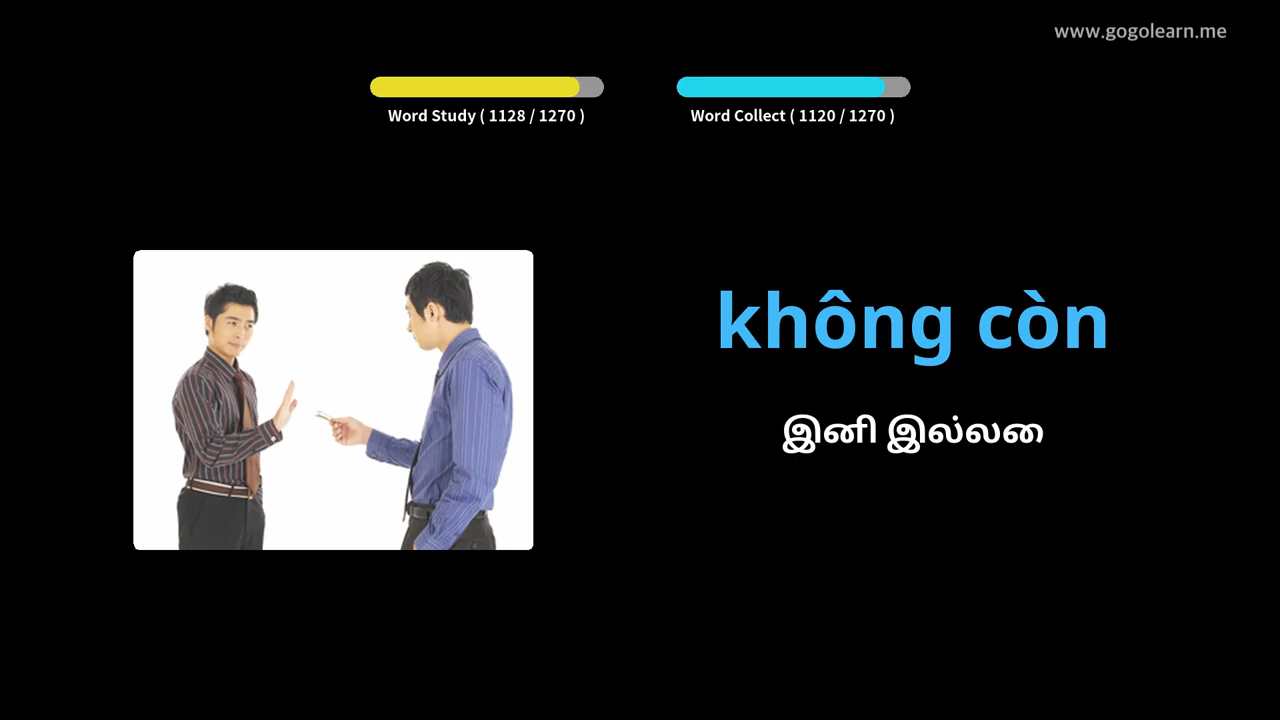 www.gogolearn.me
Word Study ( 1128 / 1270 )
Word Collect ( 1120 / 1270 )
không còn
இனி இல்லை